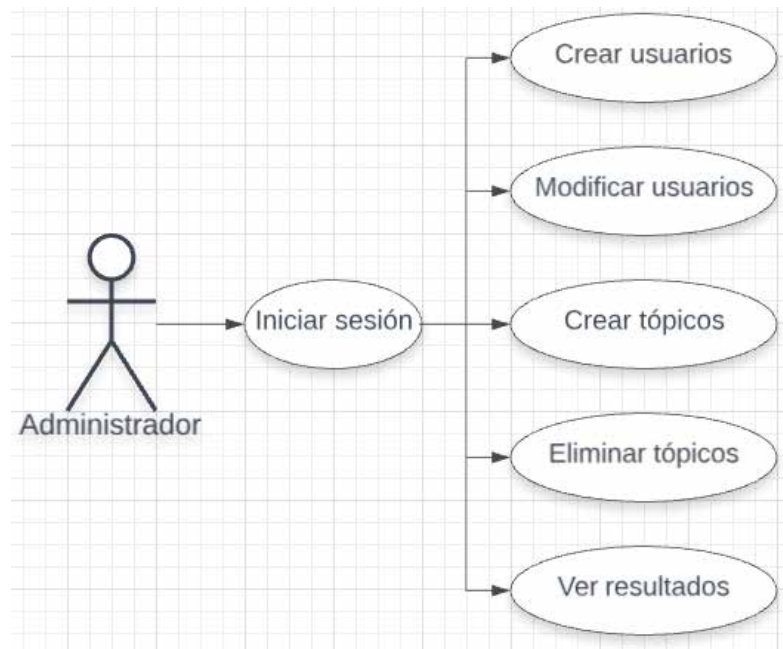 Crear usuarios
Modificar usuarios
Iniciar sesión
Crear tópicos
Administrador
Eliminar tópicos
Ver resultados